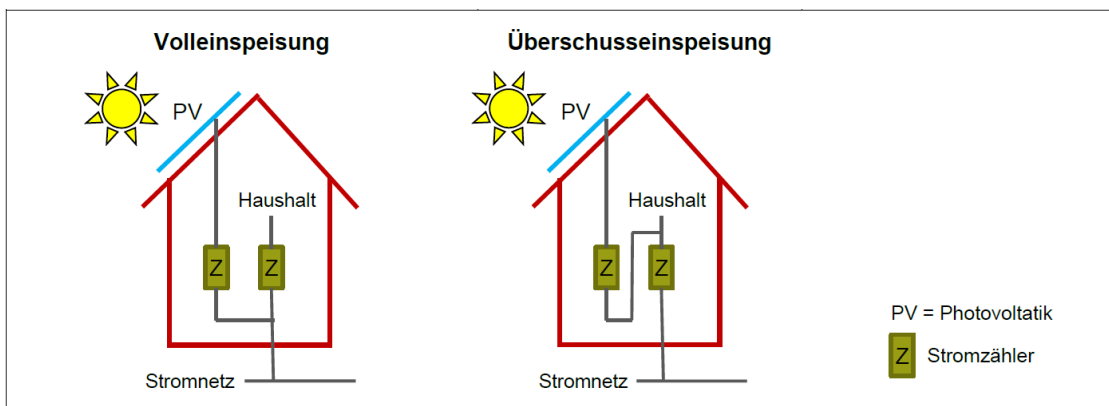 Volleinspeisung
Überschusseinspeisung
PV
PV
Haushalt
Haushalt
Z
Z
Z
Z
PV = Photovoltatik
Z
Stromzähler
Stromnetz
Stromnetz